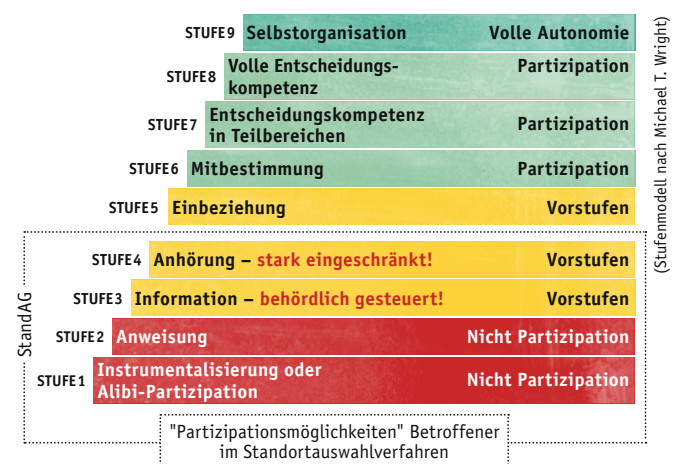 STUFE9 Selbstorganisation Volle Autonomie
STUFE8 Volle Entscheidungs- Partizipation
kompetenz
STUFE7 Entscheidungskompetenz Partizipation
in Teilbereichen
STUFE6 Mitbestimmung Partizipation
STUFE5 Einbeziehung Vorstufen
STUFE4 Anhörung – stark eingeschränkt! Vorstufen
STUFE3 Information – behördlich gesteuert! Vorstufen
STUFE2 Anweisung Nicht Partizipation
STUFE1 Instrumentalisierung oder Nicht Partizipation
Alibi-Partizipation
StandAG
"Partizipationsmöglichkeiten" Betroffener
im Standortauswahlverfahren
(Stufenmodell nach Michael T. Wright)